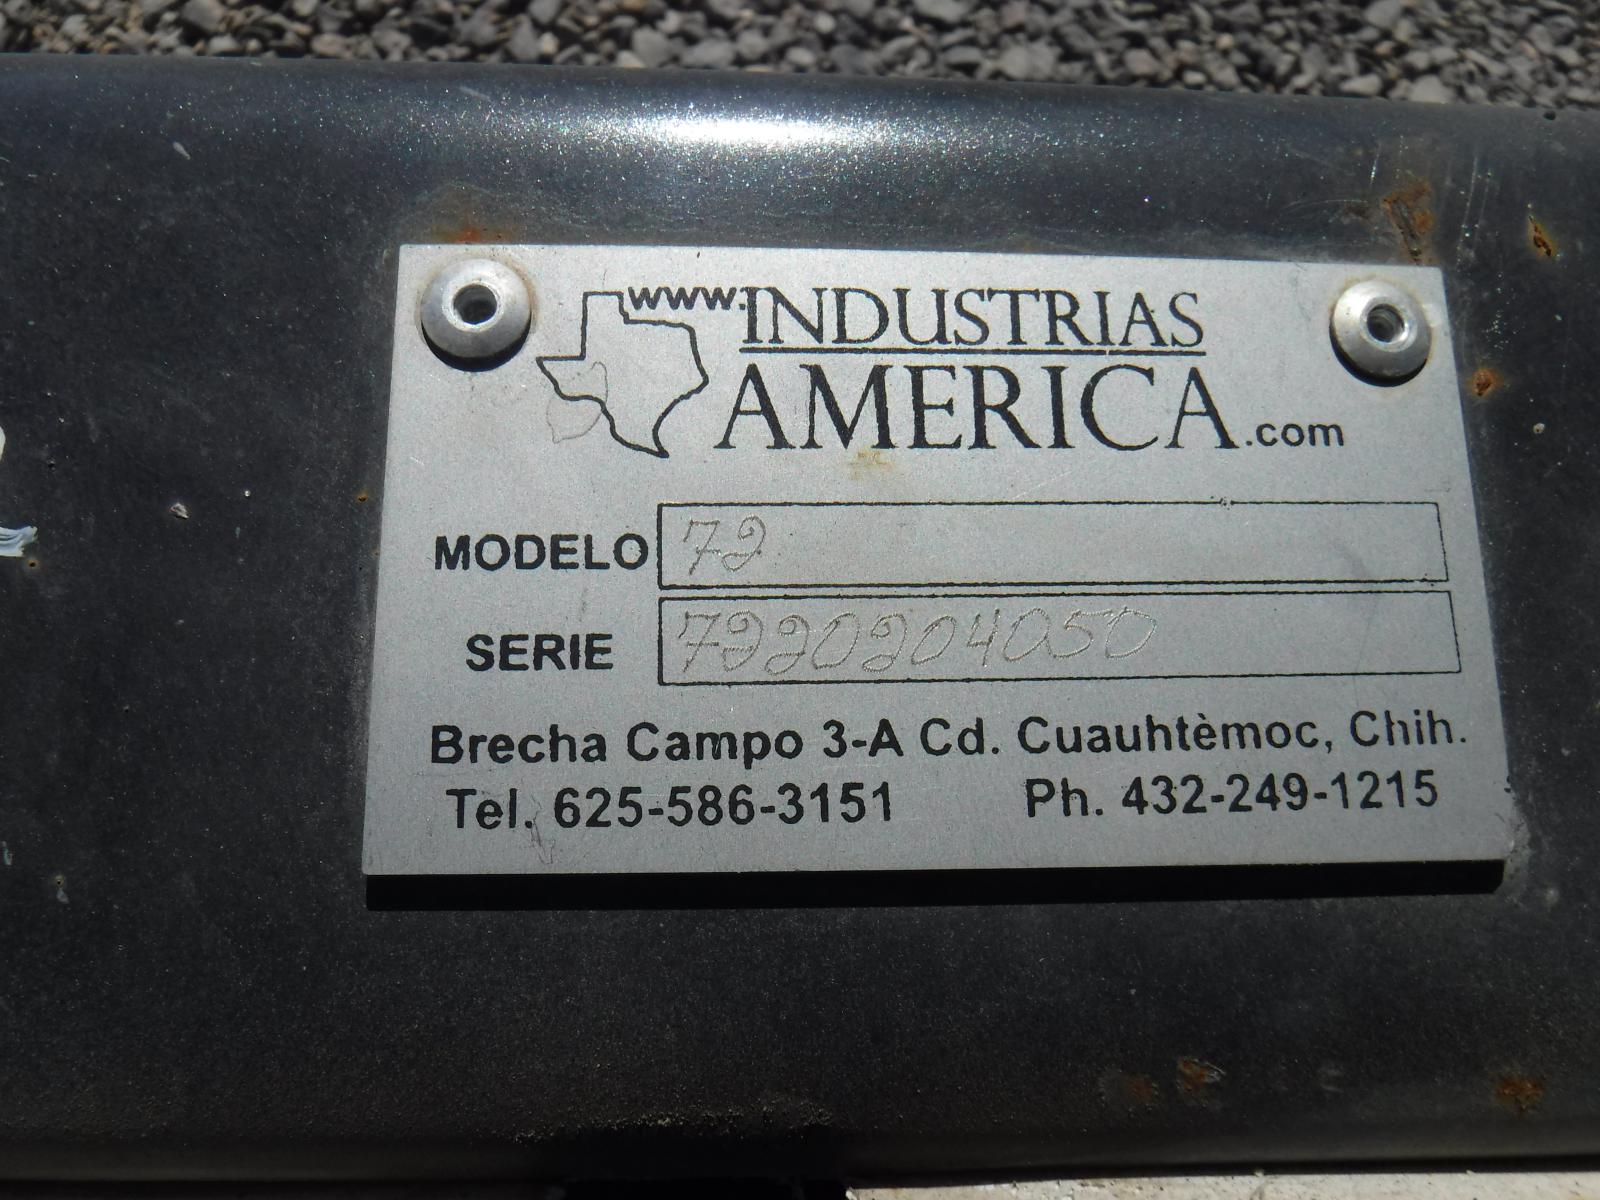 www.INDUSTRIAS
AMERICA.com
MODELO 72
SERIE 7220204050
Brecha Campo 3-A Cd. Cuauhtèmoc, Chih.
Tel. 625-586-3151 Ph. 432-249-1215